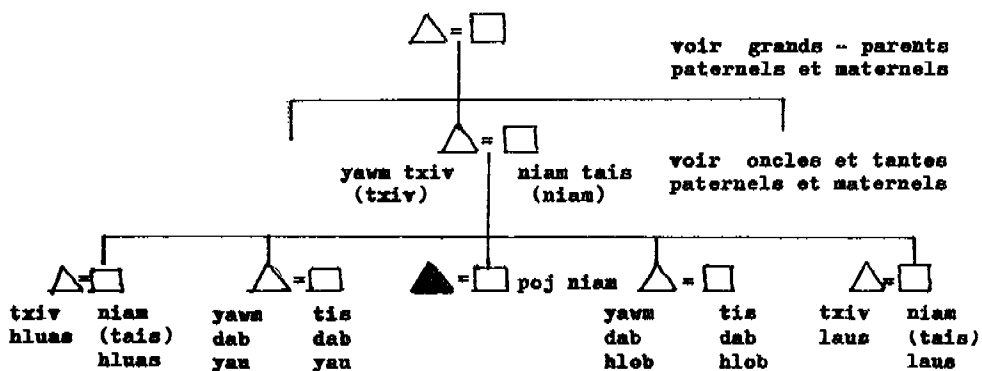 voir grands - parents
paternels et maternels
voir oncles et tantes
paternels et maternels
yawm txiv
(txiv)
niam tais
(niam)
poj niam
txiv
hluas
niam
(tais)
hluas
yawm
dab
yau
tis
dab
yau
yawm
dab
hlob
tis
dab
hlob
txiv
laus
niam
(tais)
laus